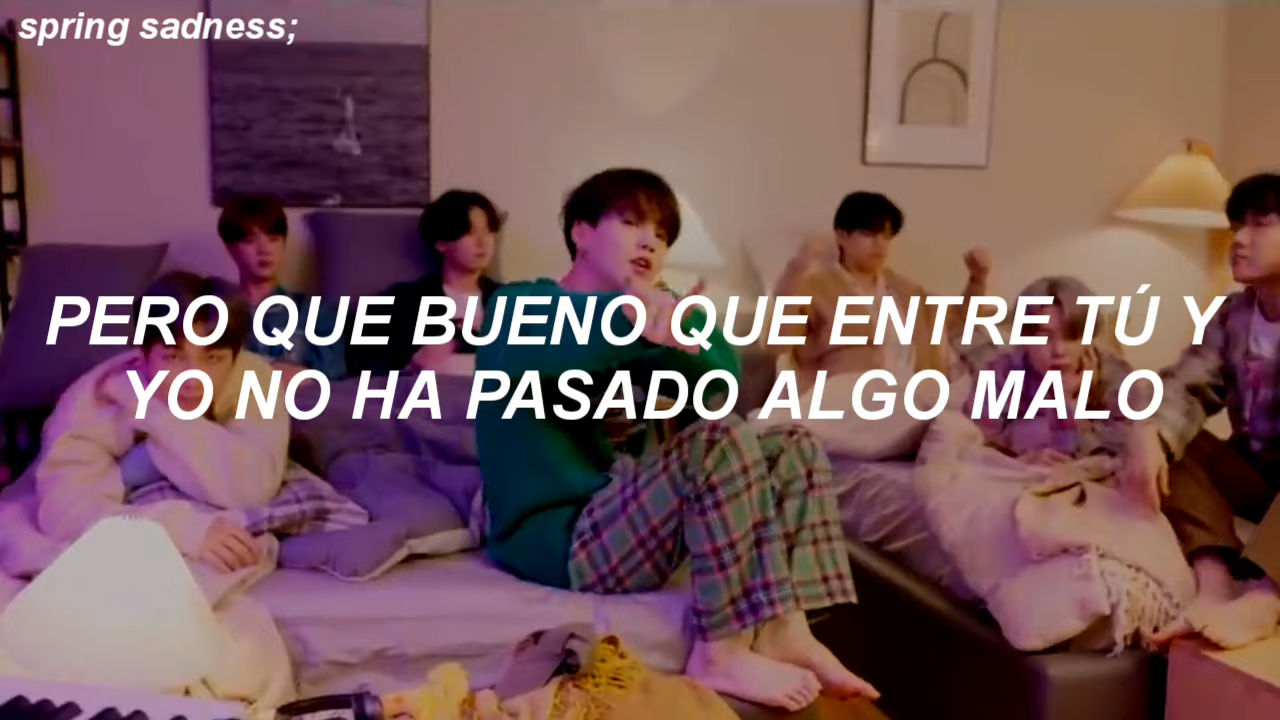 spring sadness;
PERO QUE BUENO QUE ENTRE TÚ Y
YO NO HA PASADO ALGO MALO